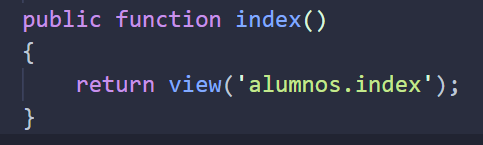 public function index()
{
    return view('alumnos.index');
}